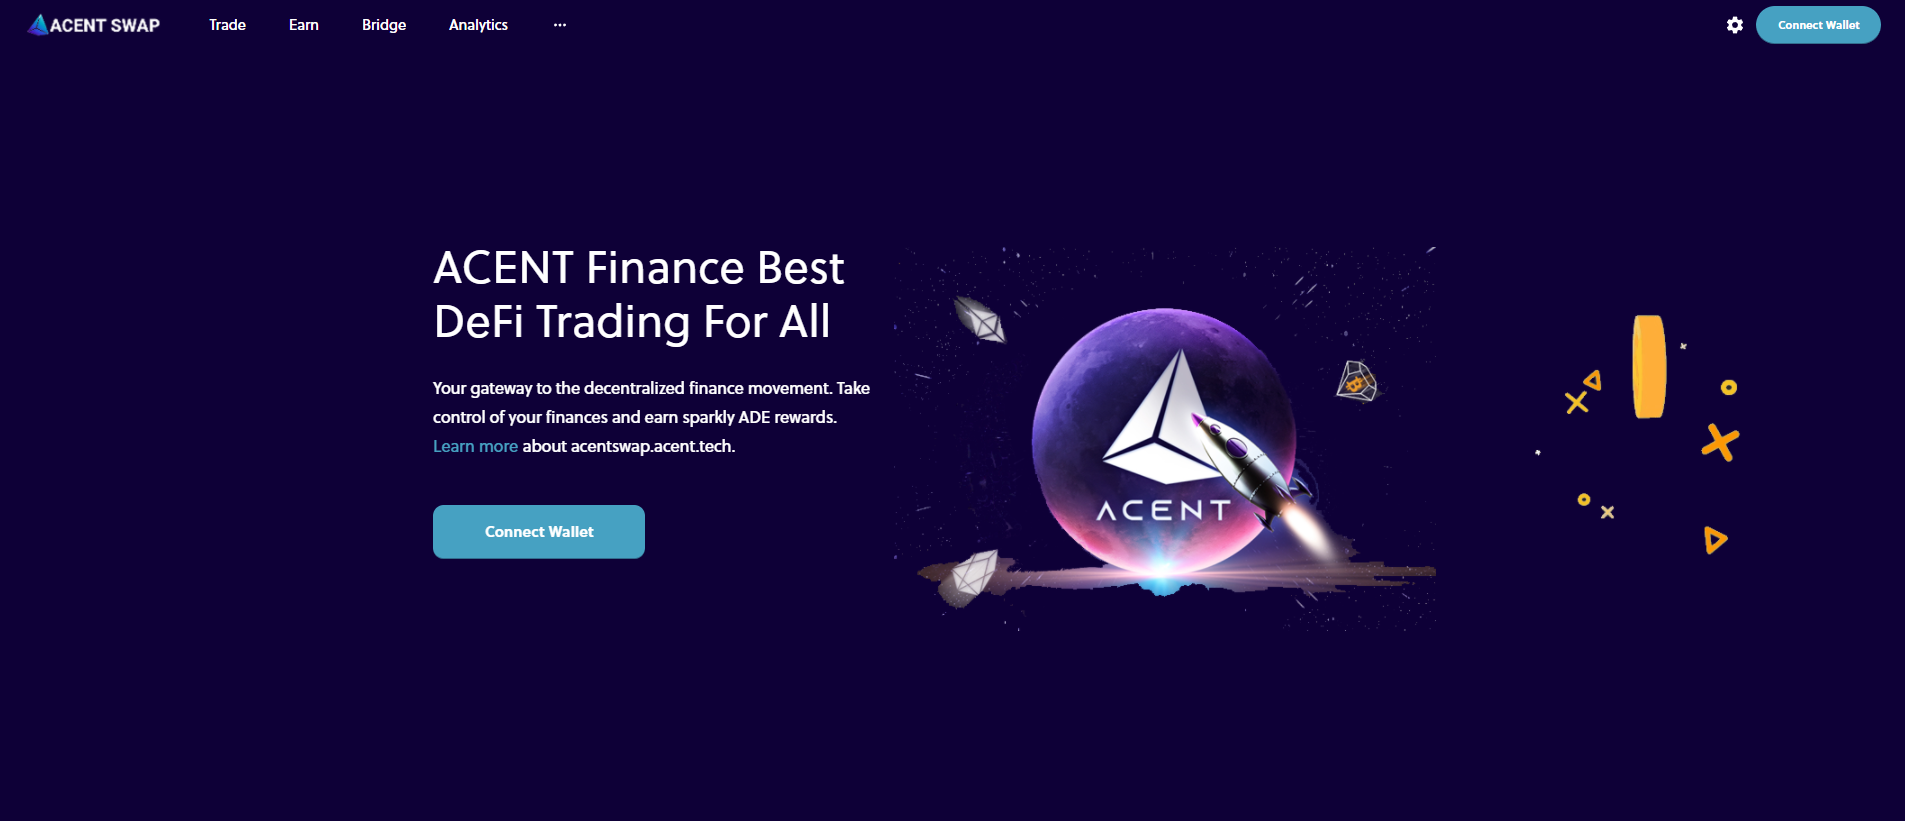 ACENT SWAP
Trade
Earn
Bridge
Analytics
Connect Wallet
ACENT Finance Best
DeFi Trading For All
Your gateway to the decentralized finance movement. Take
control of your finances and earn sparkly ADE rewards.
Learn more about acentswap.acent.tech.
Connect Wallet
ACENT